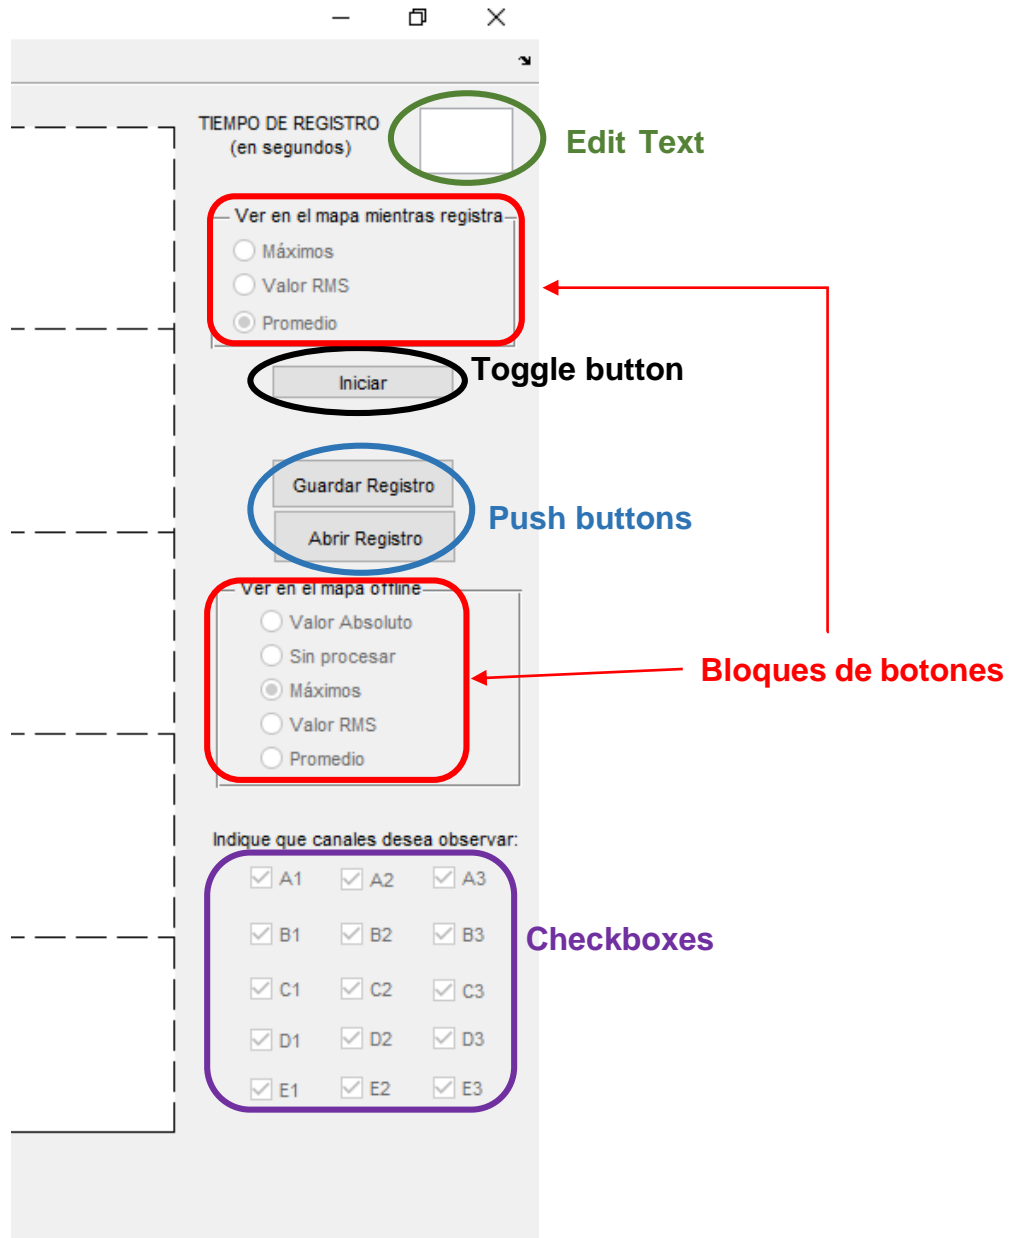 TIEMPO DE REGISTRO
(en segundos)
Edit Text
Ver en el mapa mientras registra
Máximos
Valor RMS
Promedio
Iniciar
Toggle button
Guardar Registro
Abrir Registro
Push buttons
Ver en el mapa offline
Valor Absoluto
Sin procesar
Máximos
Valor RMS
Promedio
Bloques de botones
Indique que canales desea observar:
A1 A2 A3
B1 B2 B3
C1 C2 C3
D1 D2 D3
E1 E2 E3
Checkboxes